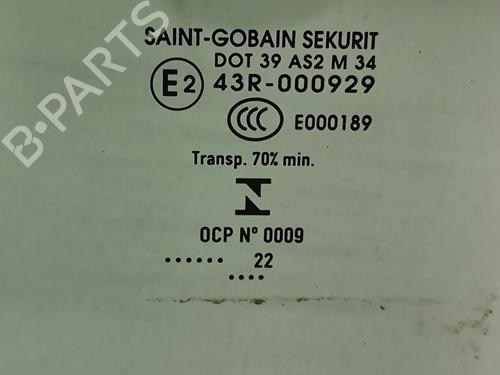 SAINT-GOBAIN SEKURIT
DOT 39 AS2 M 34
E2 43R-000929
CCC E000189
Transp. 70% min.
N
OCP Nº 0009
...... 22
....
B-PARTS